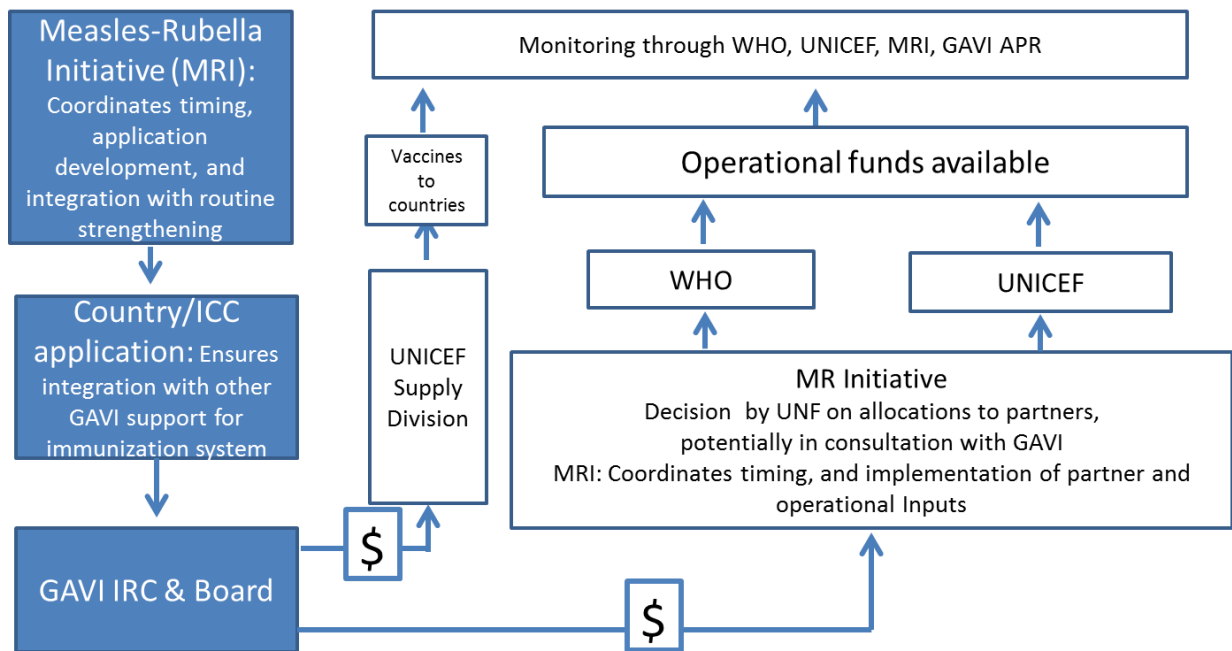 Measles-Rubella
Initiative (MRI):
Coordinates timing,
application
development, and
integration with routine
strengthening
Country/ICC
application: Ensures
integration with other
GAVI support for
immunization system
GAVI IRC & Board
$
$
Monitoring through WHO, UNICEF, MRI, GAVI APR
Vaccines
to
countries
UNICEF
Supply
Division
Operational funds available
WHO
UNICEF
MR Initiative
Decision by UNF on allocations to partners,
potentially in consultation with GAVI
MRI: Coordinates timing, and implementation of partner and
operational Inputs